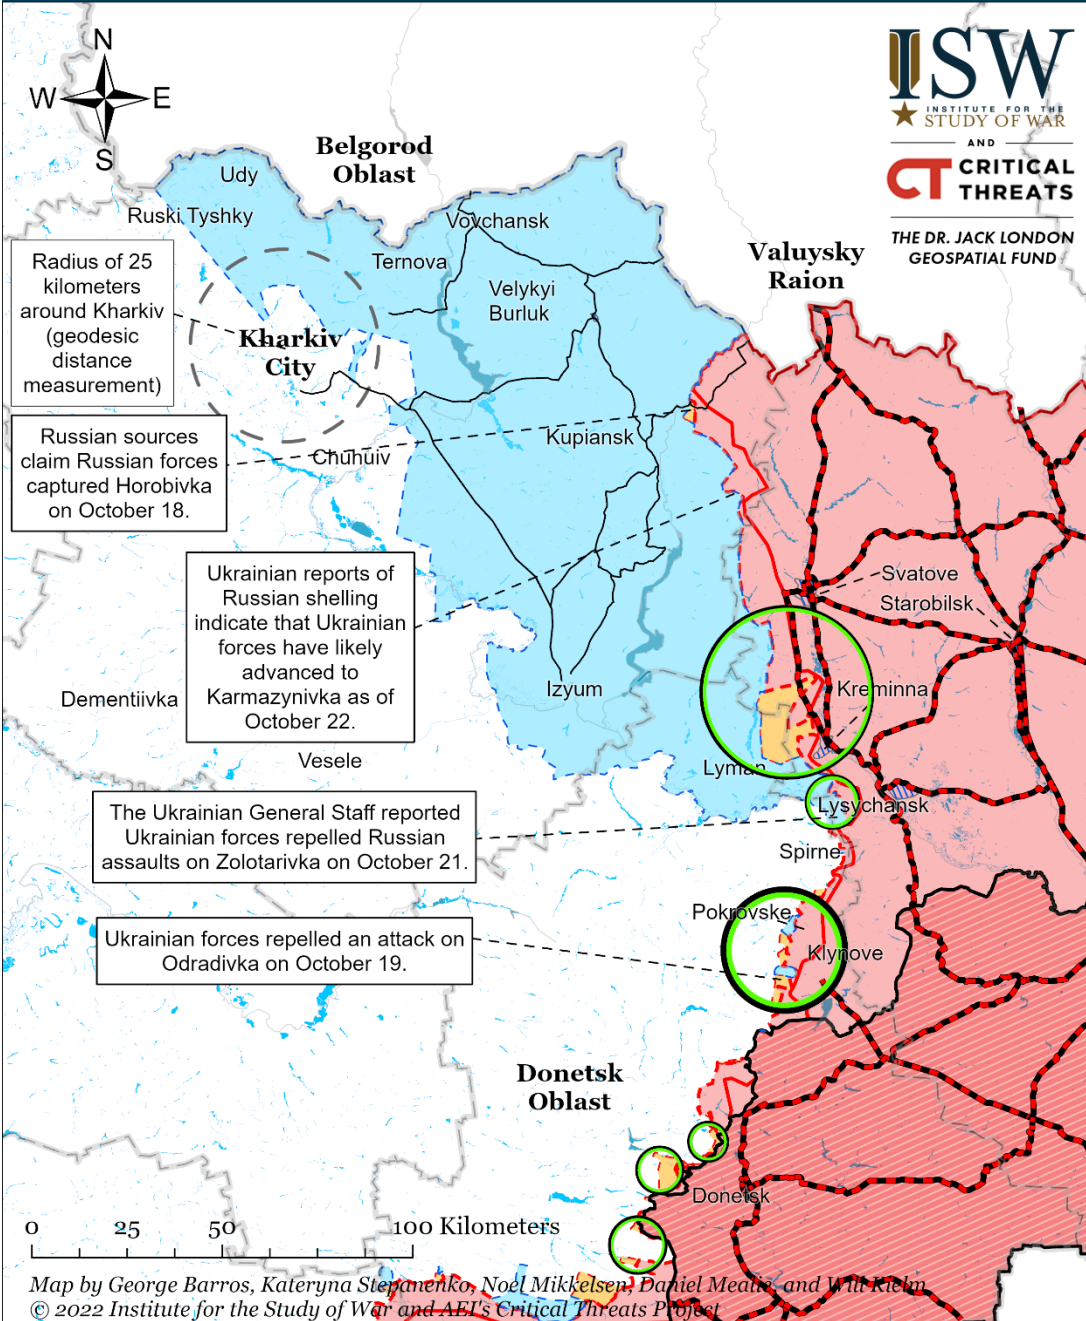 N
W
E
S
ISW
INSTITUTE FOR THE
STUDY OF WAR
AND
CT CRITICAL
THREATS
THE DR. JACK LONDON
GEOSPATIAL FUND
Belgorod
Oblast
Udy
Ruski Tyshky
Vovchansk
Ternova
Velykyi
Burluk
Valuysky
Raion
Radius of 25
kilometers
around Kharkiv
(geodesic
distance
measurement)
Kharkiv
City
Russian sources
claim Russian forces
captured Horobivka
on October 18.
Kupiansk
Chuhuiv
Ukrainian reports of
Russian shelling
indicate that Ukrainian
forces have likely
advanced to
Karmazynivka as of
October 22.
Svatove
Starobilsk
Kreminna
Izyum
Dementiivka
Vesele
Lyman
The Ukrainian General Staff reported
Ukrainian forces repelled Russian
assaults on Zolotarivka on October 21.
Lysychansk
Spirne
Pokrovske
Ukrainian forces repelled an attack on
Odradivka on October 19.
Klynove
Donetsk
Oblast
Donetsk
0 25 50 100 Kilometers
Map by George Barros, Kateryna Stepanenko, Noel Mikkelsen, Daniel Mealie, and Will Kielm
© 2022 Institute for the Study of War and AEI's Critical Threats Project